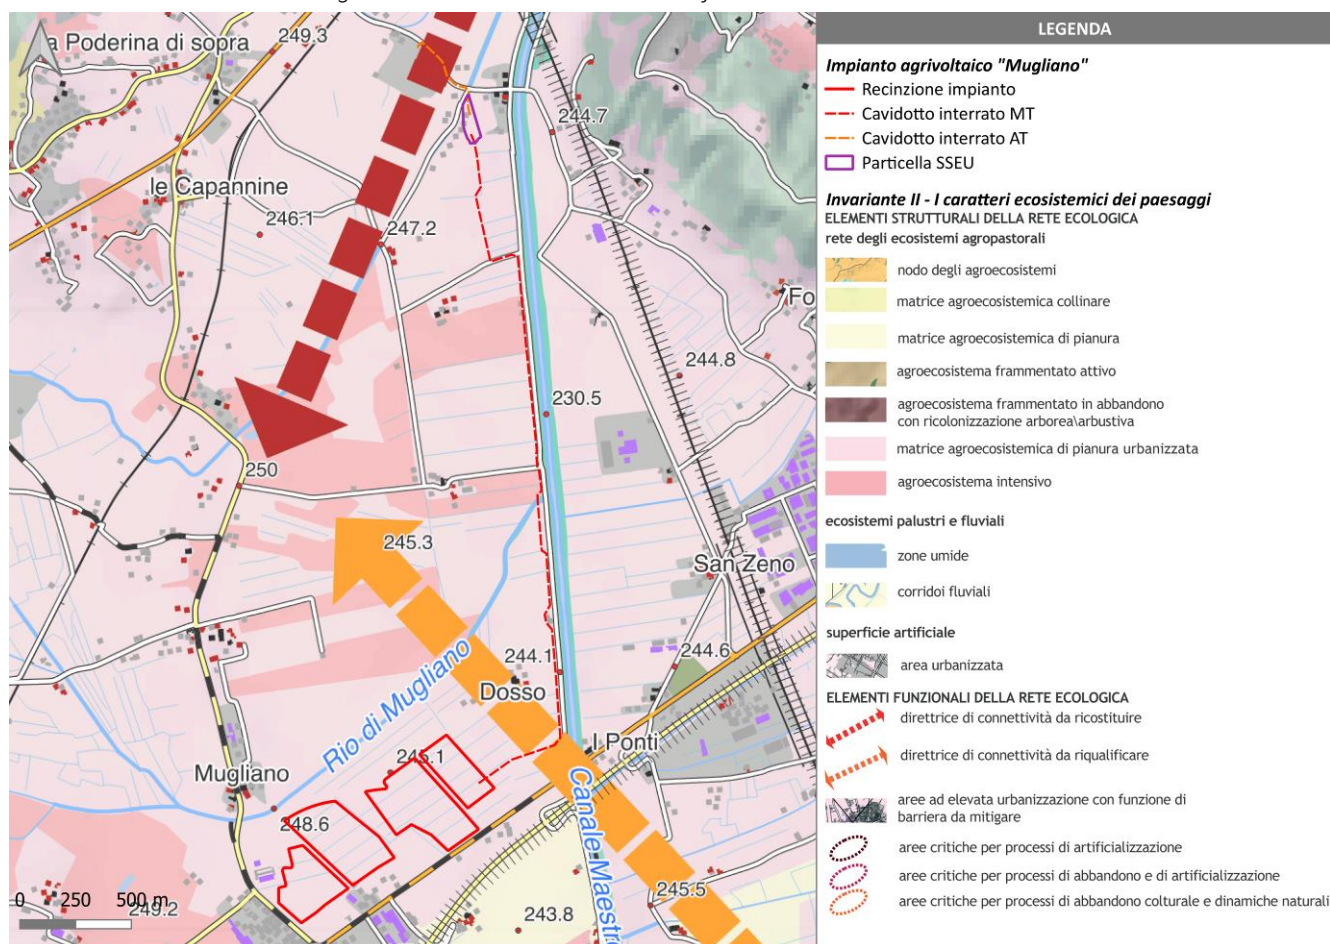 a Poderina di sopra
249.3
244.7
le Capannine
246.1
247.2
Fo
244.8
230.5
250
245.3
San Zeno
244.6
244.1
Dosso
Rio di Mugliano
I Ponti
245.1
Mugliano
248.6
Canale Maestro
245.5
243.8
249.2
0 250 500 m
LEGENDA
Impianto agrivoltaico "Mugliano"
Recinzione impianto
Cavidotto interrato MT
Cavidotto interrato AT
Particella SSEU
Invariante II - I caratteri ecosistemici dei paesaggi
ELEMENTI STRUTTURALI DELLA RETE ECOLOGICA
rete degli ecosistemi agropastorali
nodo degli agroecosistemi
matrice agroecosistemica collinare
matrice agroecosistemica di pianura
agroecosistema frammentato attivo
agroecosistema frammentato in abbandono
con ricolonizzazione arborea\arbustiva
matrice agroecosistemica di pianura urbanizzata
agroecosistema intensivo
ecosistemi palustri e fluviali
zone umide
corridoi fluviali
superficie artificiale
area urbanizzata
ELEMENTI FUNZIONALI DELLA RETE ECOLOGICA
direttrice di connettività da ricostituire
direttrice di connettività da riqualificare
aree ad elevata urbanizzazione con funzione di
barriera da mitigare
aree critiche per processi di artificializzazione
aree critiche per processi di abbandono e di artificializzazione
aree critiche per processi di abbandono colturale e dinamiche naturali